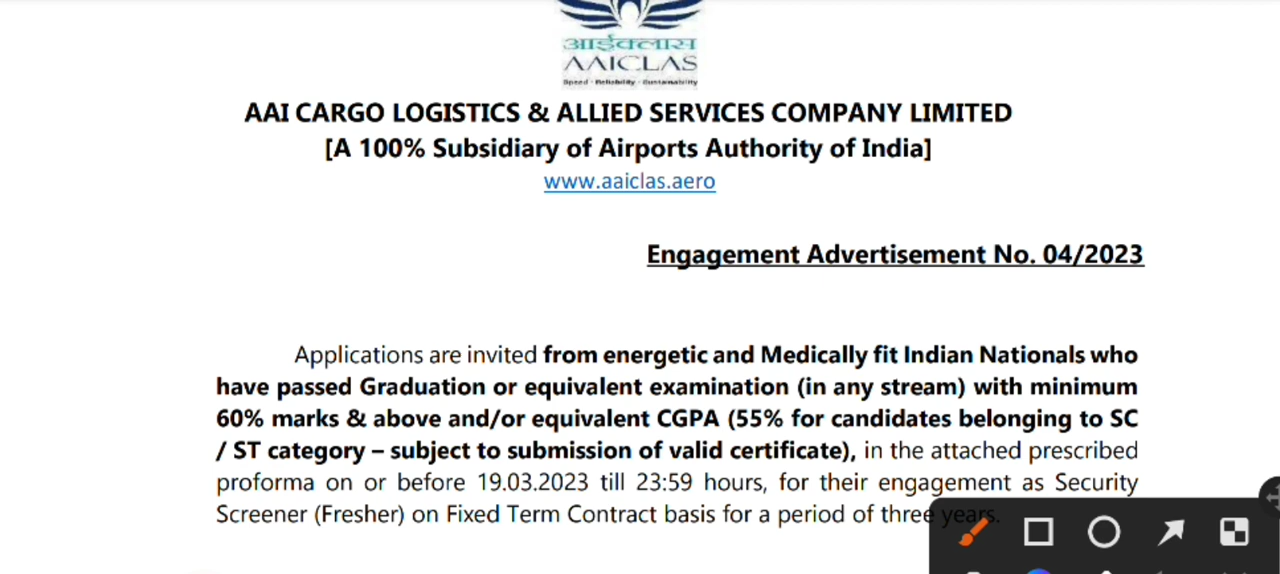 आईक्लास
AAICLAS
Speed · Reliability · Sustainability
AAI CARGO LOGISTICS & ALLIED SERVICES COMPANY LIMITED
[A 100% Subsidiary of Airports Authority of India]
www.aaiclas.aero
Engagement Advertisement No. 04/2023
Applications are invited from energetic and Medically fit Indian Nationals who
have passed Graduation or equivalent examination (in any stream) with minimum
60% marks & above and/or equivalent CGPA (55% for candidates belonging to SC
/ ST category – subject to submission of valid certificate), in the attached prescribed
proforma on or before 19.03.2023 till 23:59 hours, for their engagement as Security
Screener (Fresher) on Fixed Term Contract basis for a period of three years.